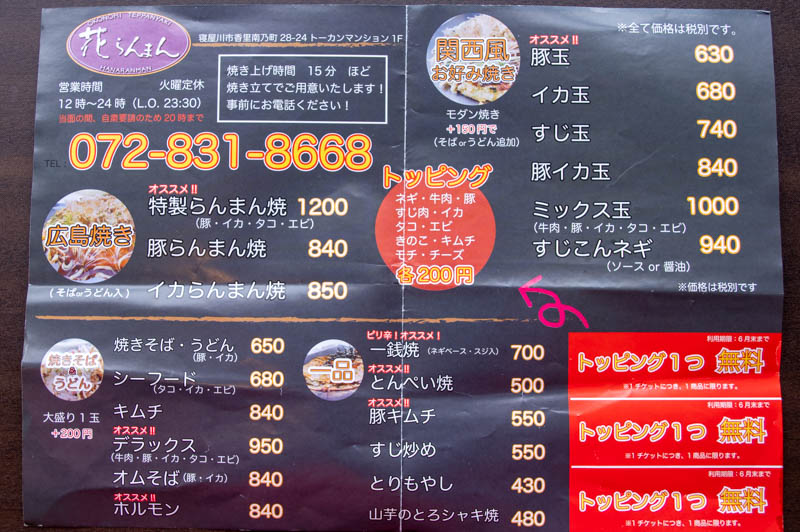 OKONOMI TEPPANYAKI
花らんまん
HANARANMAN
寝屋川市香里南之町 28-24 トーカンマンション 1F
営業時間 火曜定休
12 時〜24 時（L.O. 23:30）
当面の間、自粛要請のため 20 時まで
焼き上げ時間 15 分 ほど
焼き立てでご用意いたします！
事前にお電話ください！
TEL：072-831-8668
広島焼き
（そばorうどん入）
オススメ!!
特製らんまん焼 1200
（豚・イカ・タコ・エビ）
豚らんまん焼 840
イカらんまん焼 850
トッピング
ネギ・牛肉・豚
すじ肉・イカ
タコ・エビ
きのこ・キムチ
モチ・チーズ
各200円
関西風
お好み焼き
モダン焼き
+150円で
（そばorうどん追加）
※全て価格は税別です。
オススメ!!
豚玉 630
イカ玉 680
すじ玉 740
豚イカ玉 840
ミックス玉 1000
（牛肉・豚・イカ・タコ・エビ）
すじこんネギ 940
（ソース or 醤油）
※価格は税別です
焼きそば
&
うどん
大盛り1玉
+200円
焼きそば・うどん 650
（豚・イカ）
シーフード 680
（タコ・イカ・エビ）
キムチ 840
オススメ!!
デラックス 950
（牛肉・豚・イカ・タコ・エビ）
オムそば（豚・イカ） 840
オススメ!!
ホルモン 840
一品
ピリ辛！オススメ！
一銭焼（ネギベース・スジ入） 700
オススメ!!
とんぺい焼 500
オススメ!!
豚キムチ 550
すじ炒め 550
とりもやし 430
山芋のとろシャキ焼 480
利用期限：6月末まで
トッピング1つ 無料
※1チケットにつき、1商品に限ります。
利用期限：6月末まで
トッピング1つ 無料
※1チケットにつき、1商品に限ります。
利用期限：6月末まで
トッピング1つ 無料
※1チケットにつき、1商品に限ります。